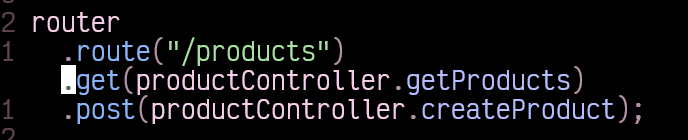 2 router
1   .route("/products")
    .get(productController.getProducts)
1   .post(productController.createProduct);